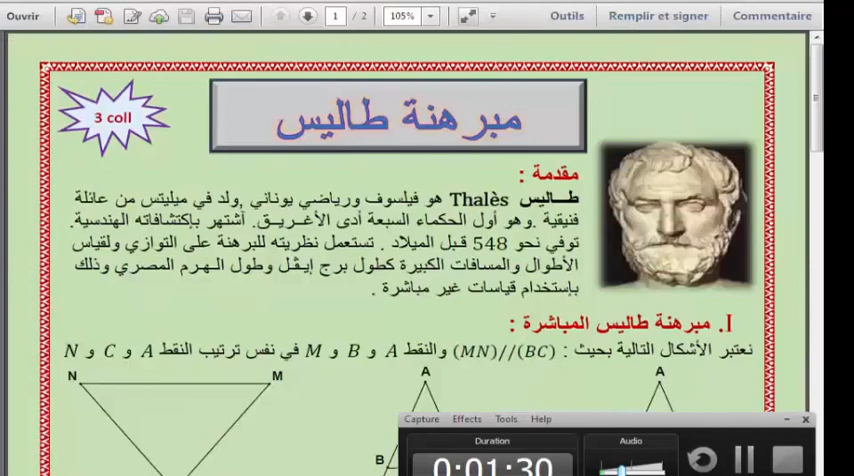 Ouvrir
1 / 2
105%
Outils
Remplir et signer
Commentaire
3 coll
مبرهنة طاليس
مقدمة :
طـاليس Thalès هو فيلسوف ورياضي يوناني ,ولد في ميليتس من عائلة
فنيقية .وهو أول الحكماء السبعة أدى الأغـريـق. آشتهر بإكتشافاته الهندسية.
توفي نحو 548 قبل الميلاد . تستعمل نظريته للبرهنة على التوازي ولقياس
الأطوال والمسافات الكبيرة كطول برج إيڤـل وطول الـهرم المصري وذلك
بإستخدام قياسات غير مباشرة .
I. مبرهنة طاليس المباشرة :
نعتبر الأشكال التالية بحيث : (MN)//(BC) والنقط A و B و M في نفس ترتيب النقط A و C و N
N
M
A
A
B
Capture Effects Tools Help
Duration
Audio
0:01:30